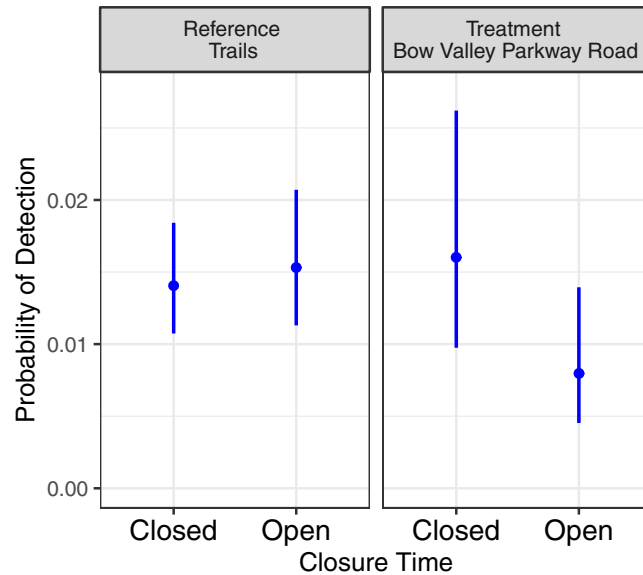 Reference
Trails
Treatment
Bow Valley Parkway Road
Probability of Detection
0.02
0.01
0.00
Closed Open Closed Open
Closure Time